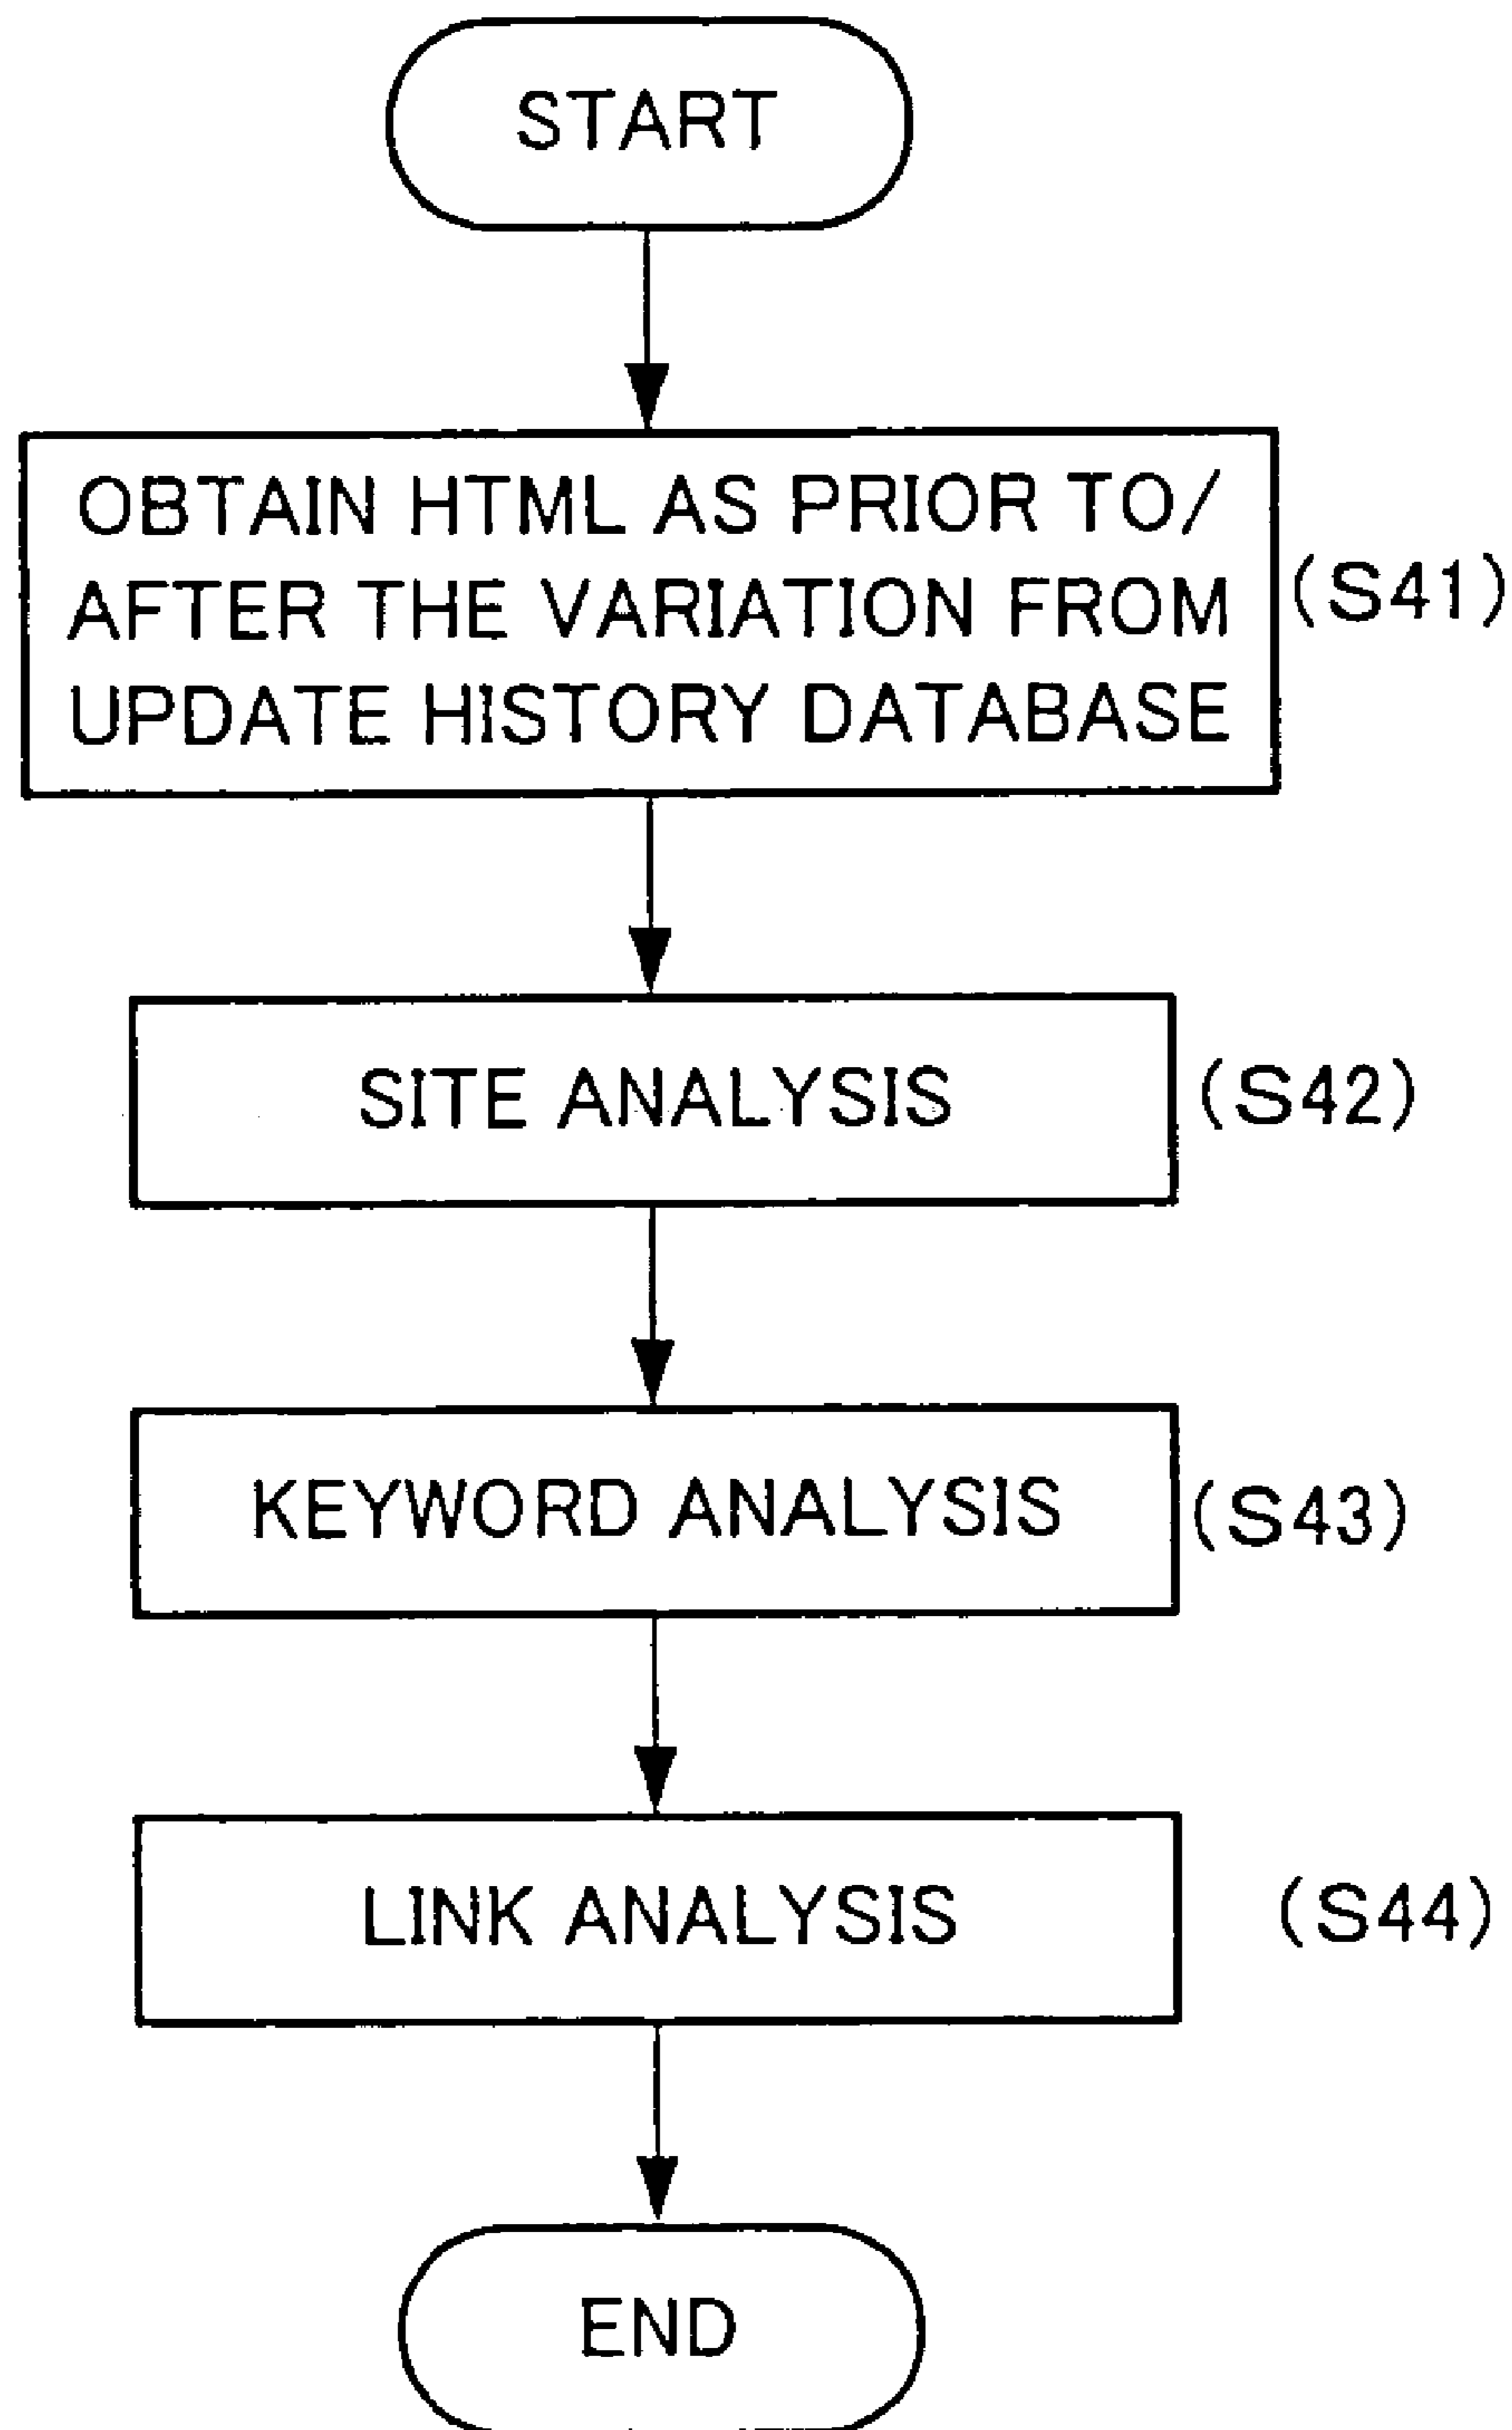 START
OBTAIN HTML AS PRIOR TO/
AFTER THE VARIATION FROM
UPDATE HISTORY DATABASE
(S41)
SITE ANALYSIS
(S42)
KEYWORD ANALYSIS
(S43)
LINK ANALYSIS
(S44)
END